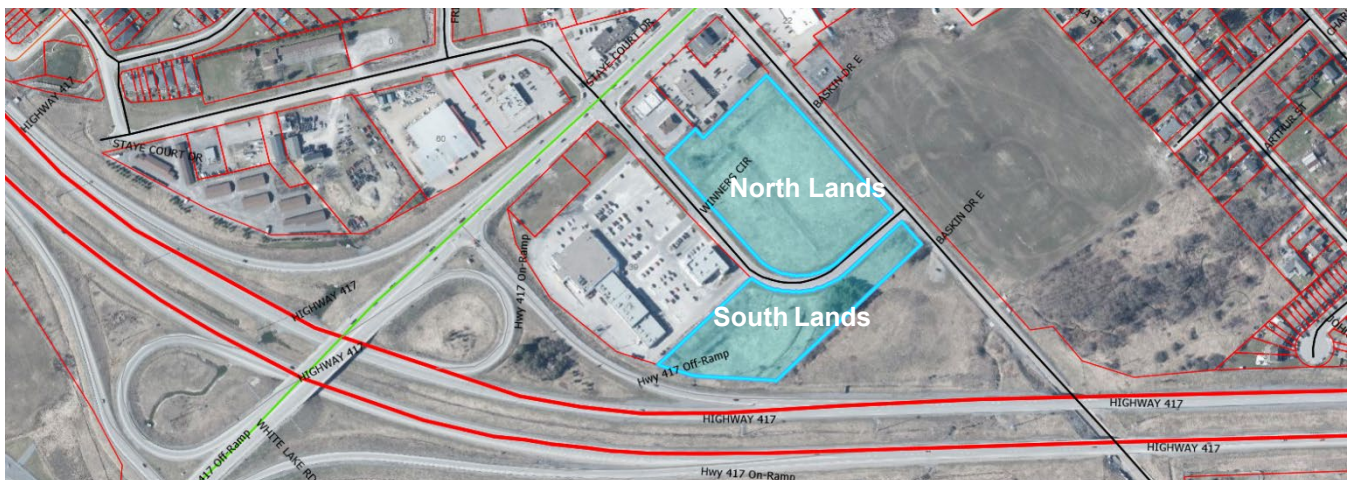 22
0
STAYE COURT DR
HIGHWAY 417
BASKIN DR E
ARTHUR ST
80
STAYE COURT DR
WINNERS CIR
North Lands
BASKIN DR E
Hwy 417 On-Ramp
HIGHWAY 417
South Lands
HIGHWAY 417
Hwy 417 Off-Ramp
HIGHWAY 417
HIGHWAY 417
WHITE LAKE RD
417 Off-Ramp
HIGHWAY 417
Hwy 417 On-Ramp